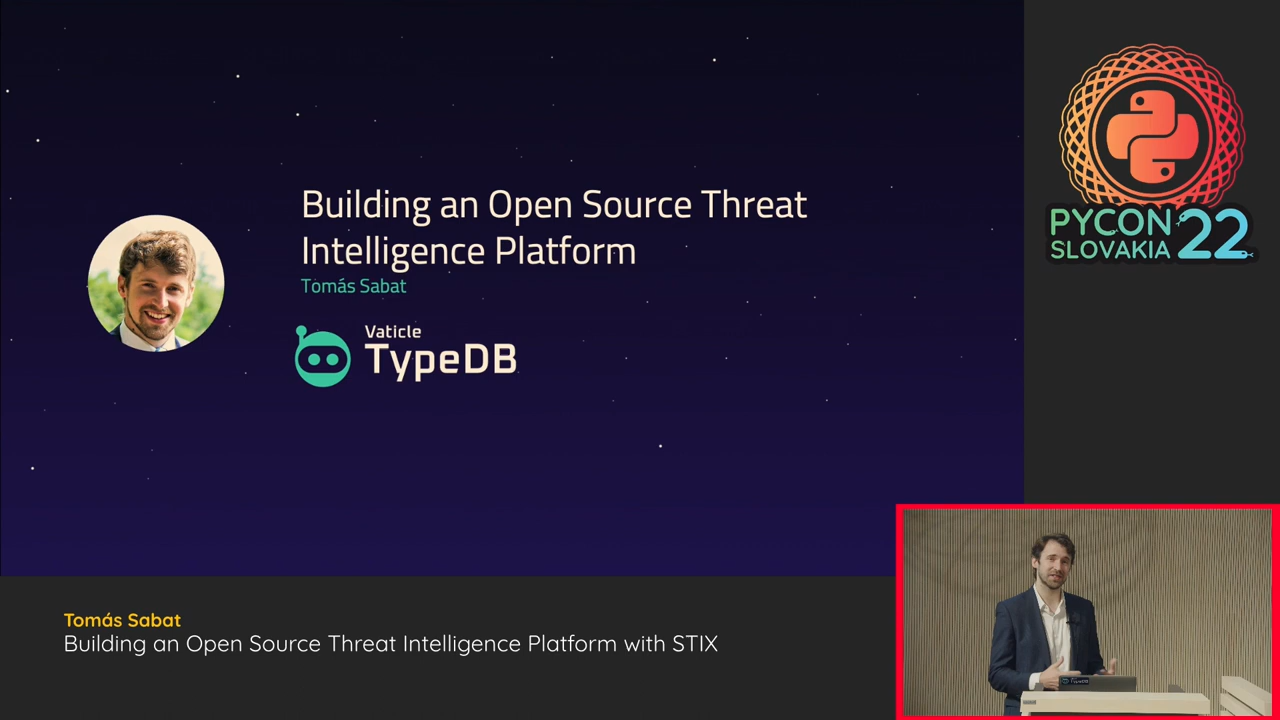 Building an Open Source Threat
Intelligence Platform
Tomás Sabat
Vaticle
TypeDB
PYCON
SLOVAKIA
22
Tomás Sabat
Building an Open Source Threat Intelligence Platform with STIX